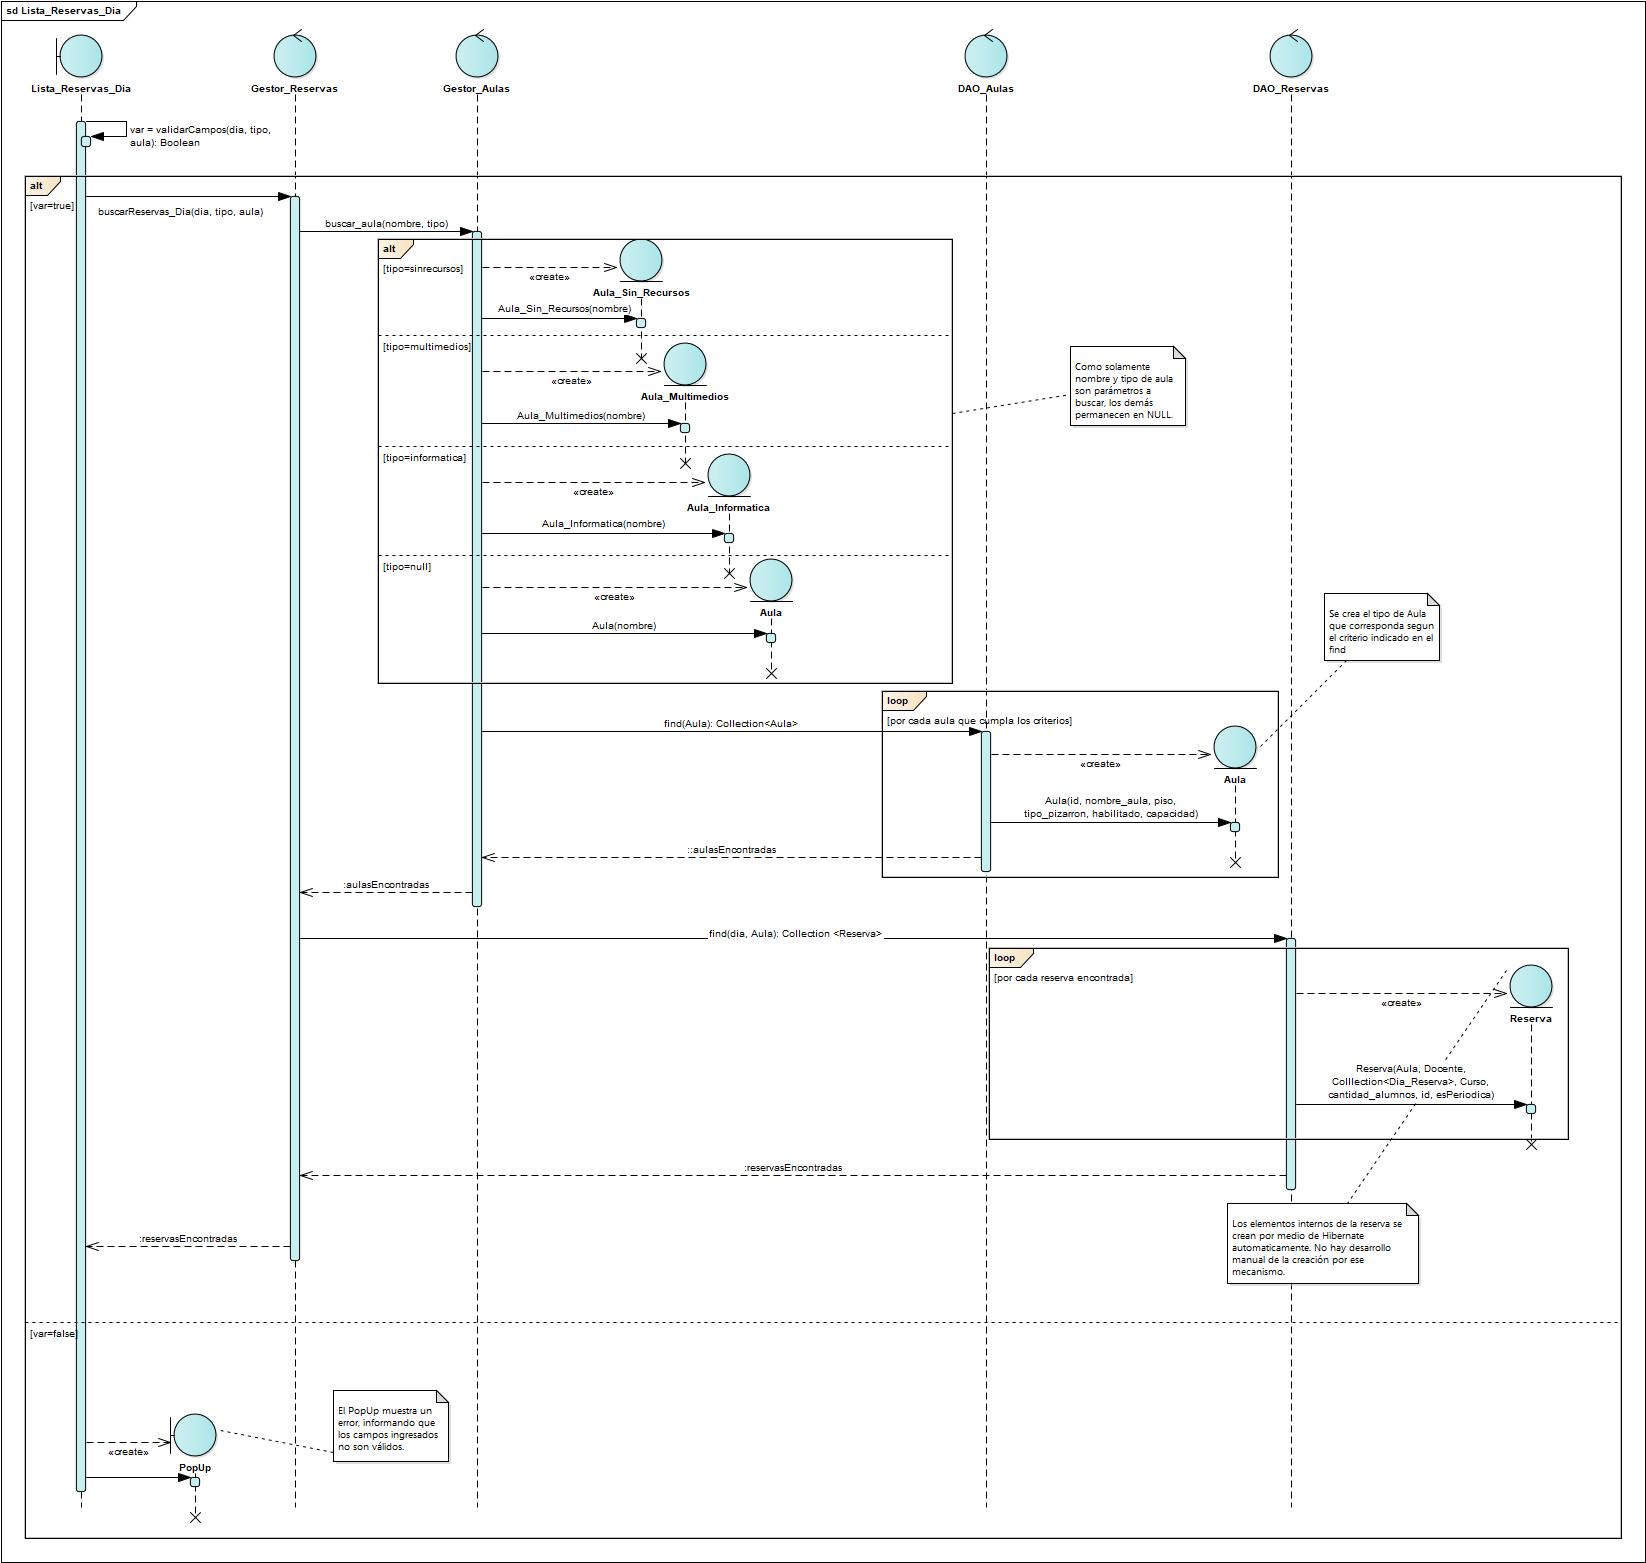 sd Lista_Reservas_Dia
Lista_Reservas_Dia
Gestor_Reservas
Gestor_Aulas
DAO_Aulas
DAO_Reservas
var = validarCampos(dia, tipo,
aula): Boolean
alt
[var=true]
buscarReservas_Dia(dia, tipo, aula)
buscar_aula(nombre, tipo)
alt
[tipo=sinrecursos]
«create»
Aula_Sin_Recursos
Aula_Sin_Recursos(nombre)
[tipo=multimedios]
«create»
Aula_Multimedios
Aula_Multimedios(nombre)
Como solamente
nombre y tipo de aula
son parámetros a
buscar, los demás
permanecen en NULL.
[tipo=informatica]
«create»
Aula_Informatica
Aula_Informatica(nombre)
[tipo=null]
«create»
Aula
Aula(nombre)
Se crea el tipo de Aula
que corresponda segun
el criterio indicado en el
find
loop
[por cada aula que cumpla los criterios]
find(Aula): Collection<Aula>
«create»
Aula
Aula(id, nombre_aula, piso,
tipo_pizarron, habilitado, capacidad)
::aulasEncontradas
:aulasEncontradas
find(dia, Aula): Collection <Reserva>
loop
[por cada reserva encontrada]
«create»
Reserva
Reserva(Aula, Docente,
Colllection<Dia_Reserva>, Curso,
cantidad_alumnos, id, esPeriodica)
:reservasEncontradas
Los elementos internos de la reserva se
crean por medio de Hibernate
automaticamente. No hay desarrollo
manual de la creación por ese
mecanismo.
:reservasEncontradas
[var=false]
El PopUp muestra un
error, informando que
los campos ingresados
no son válidos.
«create»
PopUp